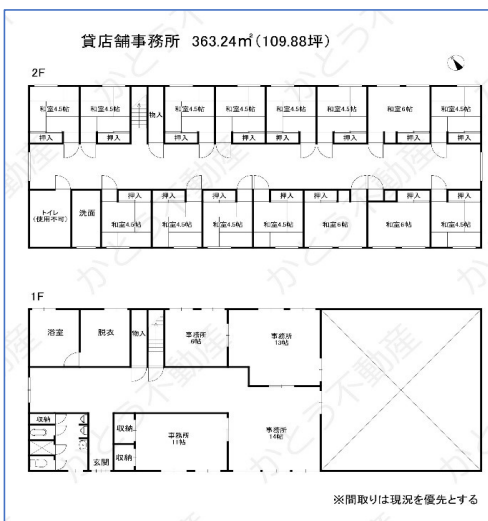 貸店舗事務所 363.24㎡(109.88坪)
2F
和室4.5帖 和室4.5帖 物入 和室4.5帖 和室4.5帖 和室4.5帖 和室4.5帖 和室6帖 和室4.5帖
押入 押入 押入 押入 押入 押入 押入 押入
押入 押入 押入 押入 押入 押入 押入
トイレ 洗面 和室4.5帖 和室4.5帖 和室4.5帖 和室4.5帖 和室6帖 和室6帖 和室4.5帖
(使用不可)
1F
浴室 脱衣 物入 事務所 事務所
6帖 13帖
収納 収納 事務所 事務所
11帖 14帖
玄関 収納
※間取りは現況を優先とする
かとう不動産